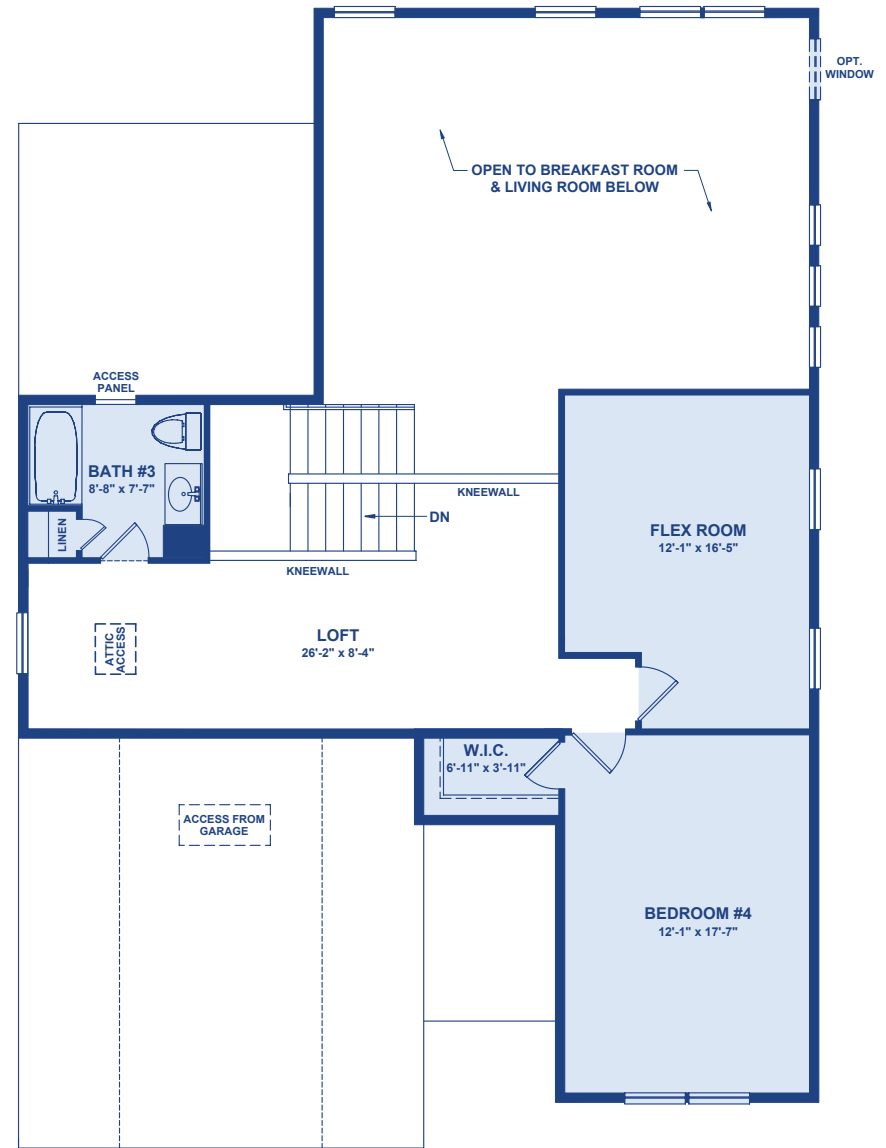 OPT.
WINDOW
OPEN TO BREAKFAST ROOM
& LIVING ROOM BELOW
ACCESS
PANEL
BATH #3
8'-8" x 7'-7"
LINEN
KNEEWALL
DN
KNEEWALL
FLEX ROOM
12'-1" x 16'-5"
ATTIC
ACCESS
LOFT
26'-2" x 8'-4"
W.I.C.
6'-11" x 3'-11"
ACCESS FROM
GARAGE
BEDROOM #4
12'-1" x 17'-7"